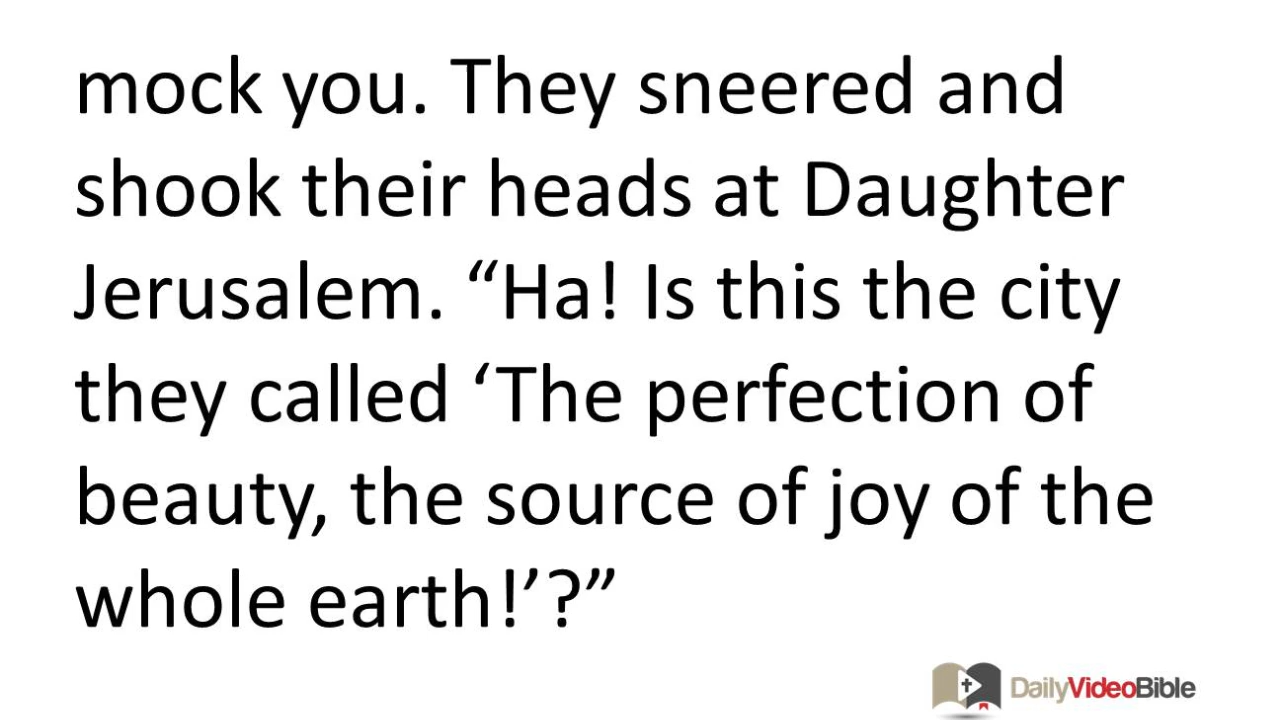 mock you. They sneered and
shook their heads at Daughter
Jerusalem. “Ha! Is this the city
they called ‘The perfection of
beauty, the source of joy of the
whole earth!’?”
DailyVideoBible